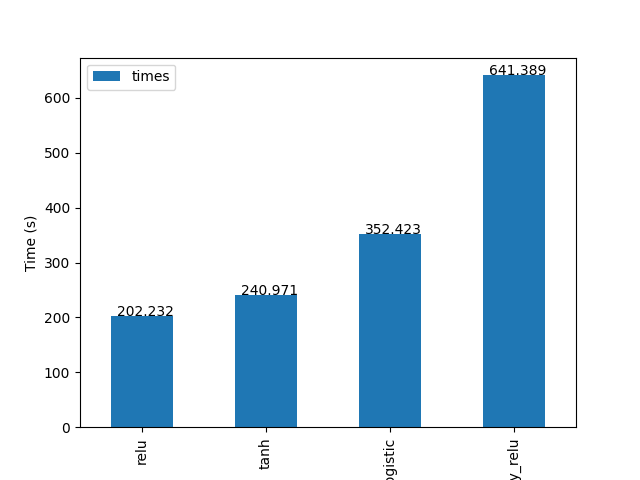 times
641.389
600
500
400
300
200
100
0
Time (s)
352.423
240.971
202.232
relu
tanh
ogistic
y_relu